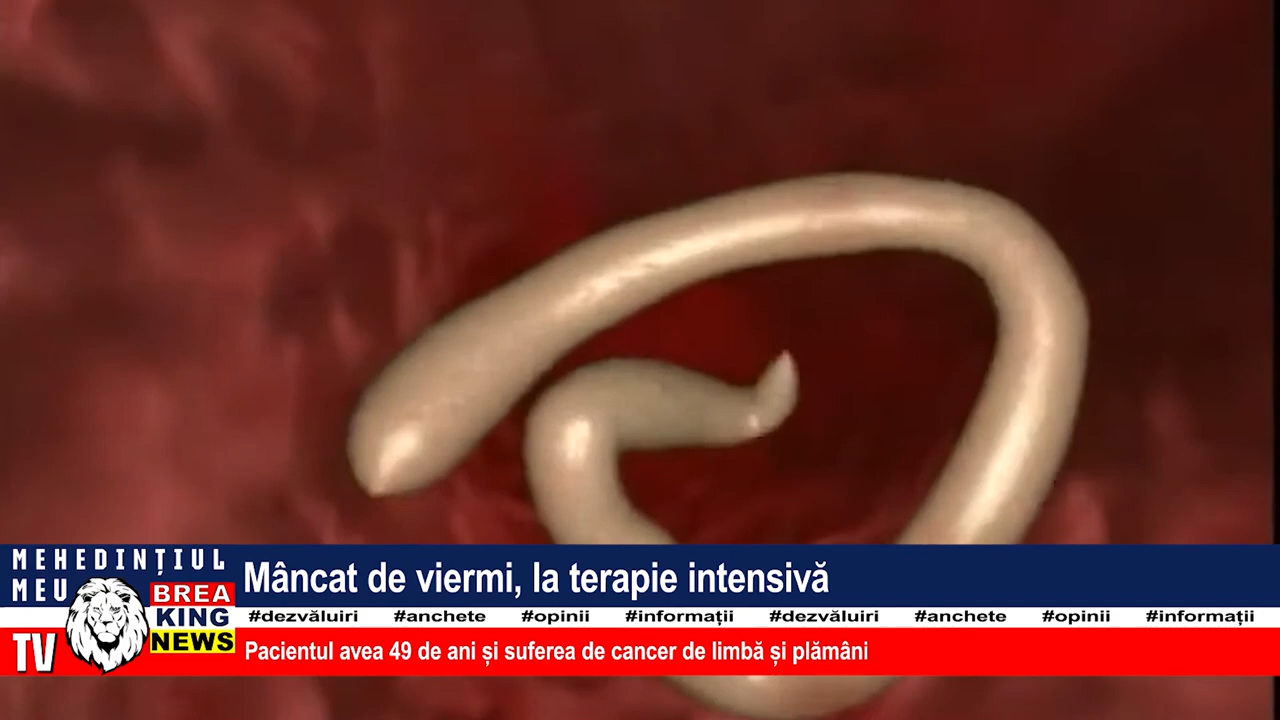 MEHEDINȚIUL
MEU
BREA
KING
NEWS
TV
Mâncat de viermi, la terapie intensivă
#dezvăluiri #anchete #opinii #informații #dezvăluiri #anchete #opinii #informații
Pacientul avea 49 de ani și suferea de cancer de limbă și plămâni